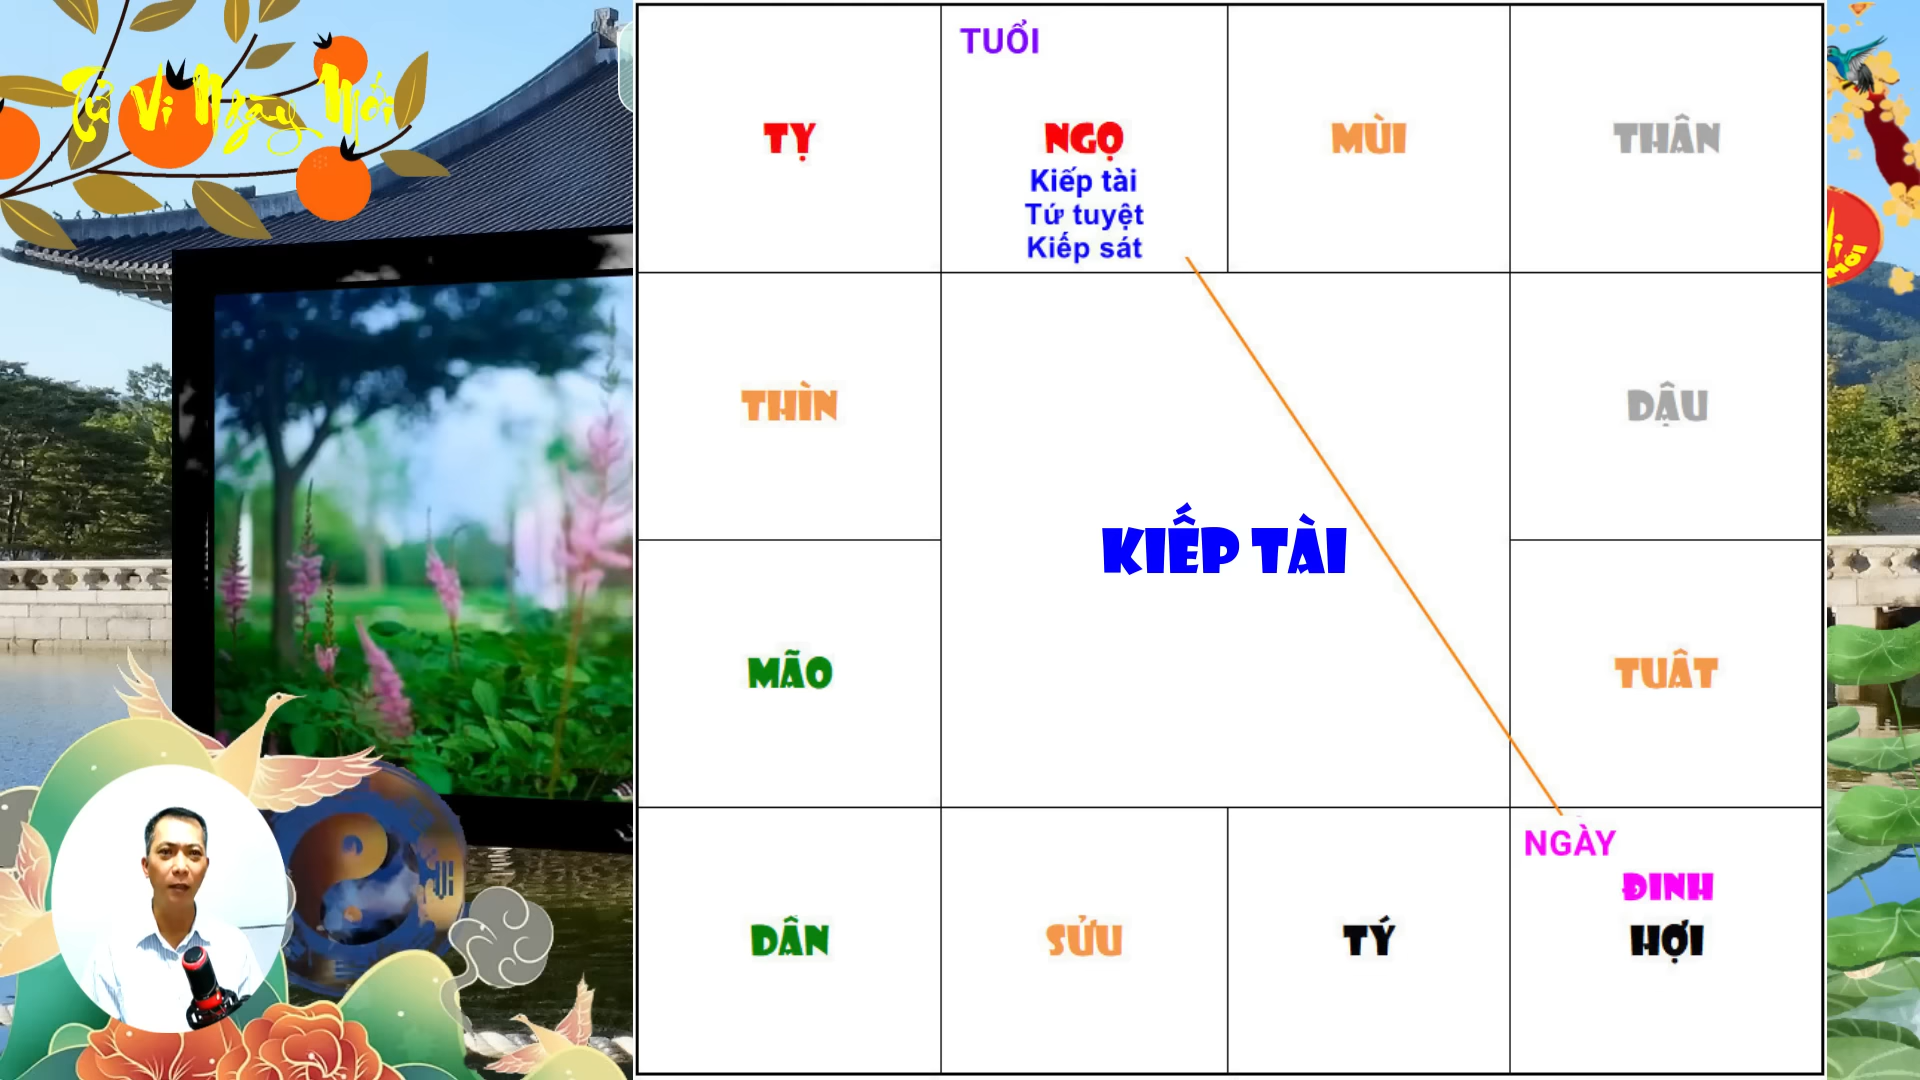 Tử Vi Ngày Mới
TUỔI
TỴ
NGỌ
Kiếp tài
Tứ tuyệt
Kiếp sát
MÙI
THÂN
THÌN
DẬU
KIẾP TÀI
MÃO
TUẤT
NGÀY
ĐINH
DẦN
SỬU
TÝ
HỢI